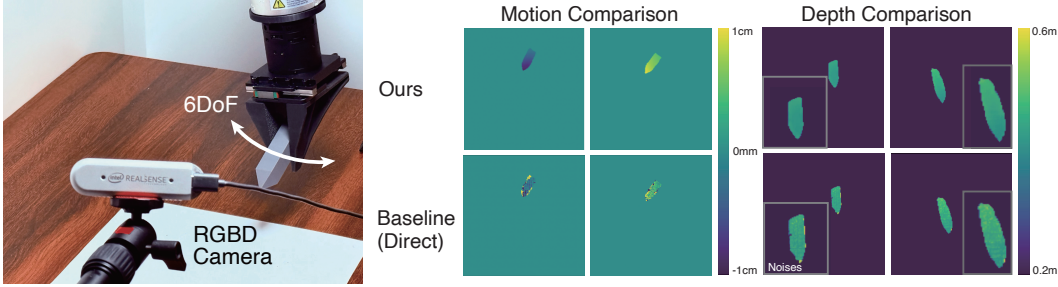 6DoF
intel REALSENSE
RGBD
Camera
Motion Comparison
Depth Comparison
Ours
Baseline
(Direct)
1cm
0mm
-1cm
0.6m
0.2m
Noises